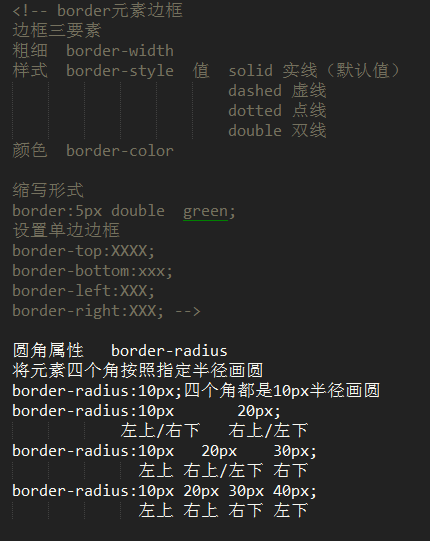 <!-- border元素边框
边框三要素
粗细  border-width
样式  border-style  值  solid 实线（默认值）
dashed 虚线
dotted 点线
double 双线
颜色  border-color
缩写形式
border:5px double  green;
设置单边边框
border-top:XXXX;
border-bottom:xxx;
border-left:XXX;
border-right:XXX; -->
圆角属性   border-radius
将元素四个角按照指定半径画圆
border-radius:10px;四个角都是10px半径画圆
border-radius:10px       20px;
左上/右下   右上/左下
border-radius:10px   20px    30px;
左上 右上/左下 右下
border-radius:10px 20px 30px 40px;
左上 右上 右下 左下